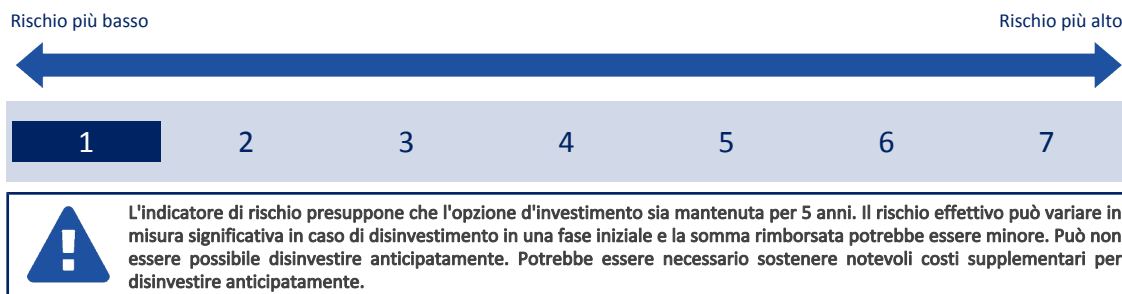 Rischio più basso Rischio più alto
1 2 3 4 5 6 7
L'indicatore di rischio presuppone che l'opzione d'investimento sia mantenuta per 5 anni. Il rischio effettivo può variare in
misura significativa in caso di disinvestimento in una fase iniziale e la somma rimborsata potrebbe essere minore. Può non
essere possibile disinvestire anticipatamente. Potrebbe essere necessario sostenere notevoli costi supplementari per
disinvestire anticipatamente.